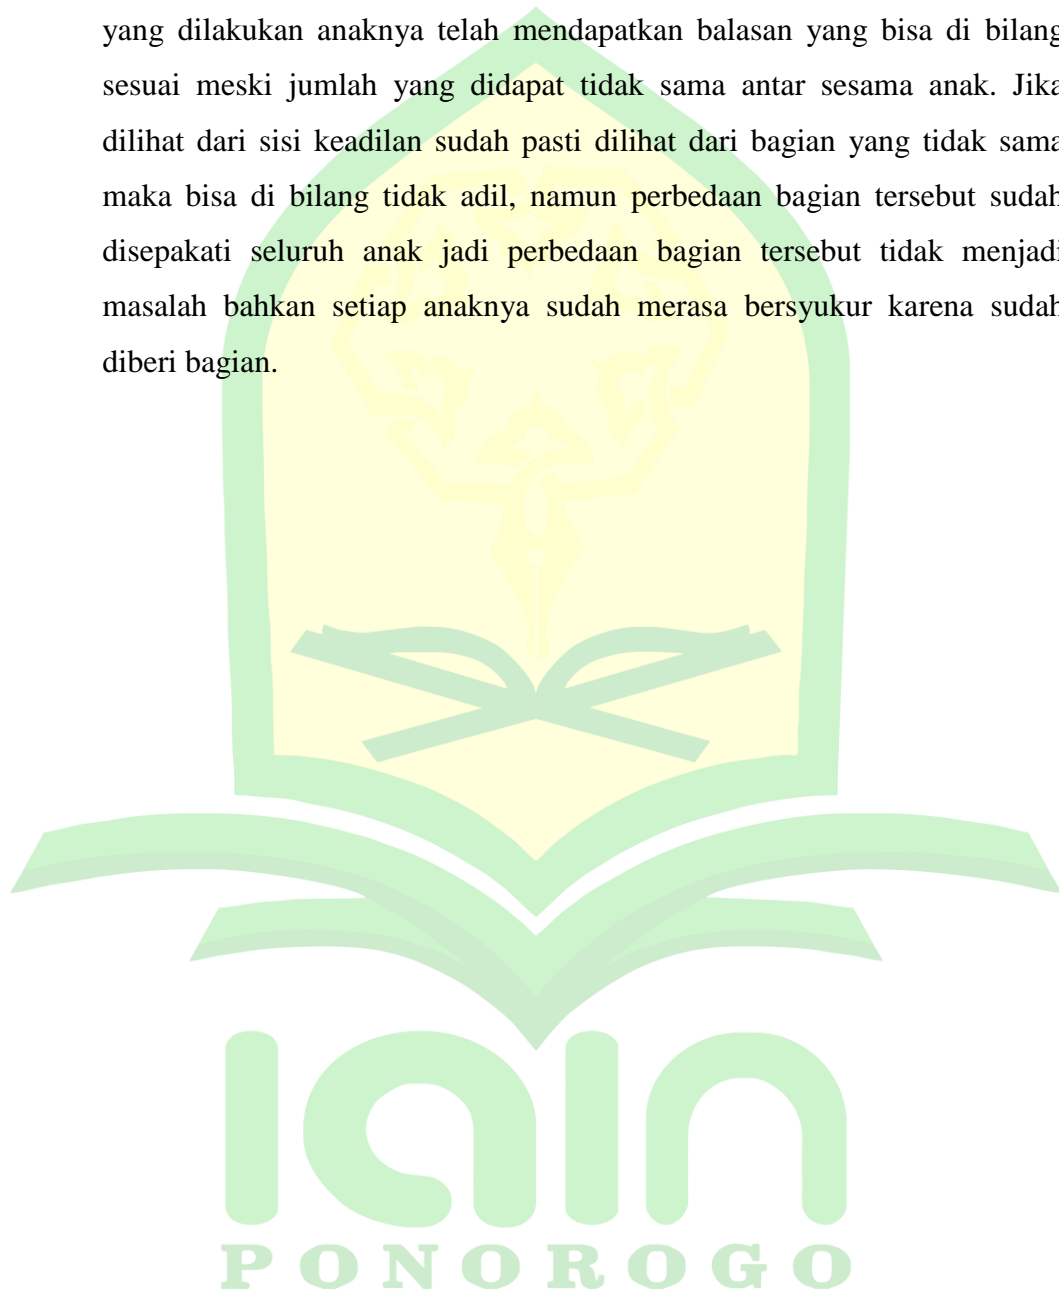 yang dilakukan anaknya telah mendapatkan balasan yang bisa di bilang
sesuai meski jumlah yang didapat tidak sama antar sesama anak. Jika
dilihat dari sisi keadilan sudah pasti dilihat dari bagian yang tidak sama
maka bisa di bilang tidak adil, namun perbedaan bagian tersebut sudah
disepakati seluruh anak jadi perbedaan bagian tersebut tidak menjadi
masalah bahkan setiap anaknya sudah merasa bersyukur karena sudah
diberi bagian.
iain
PONOROGO